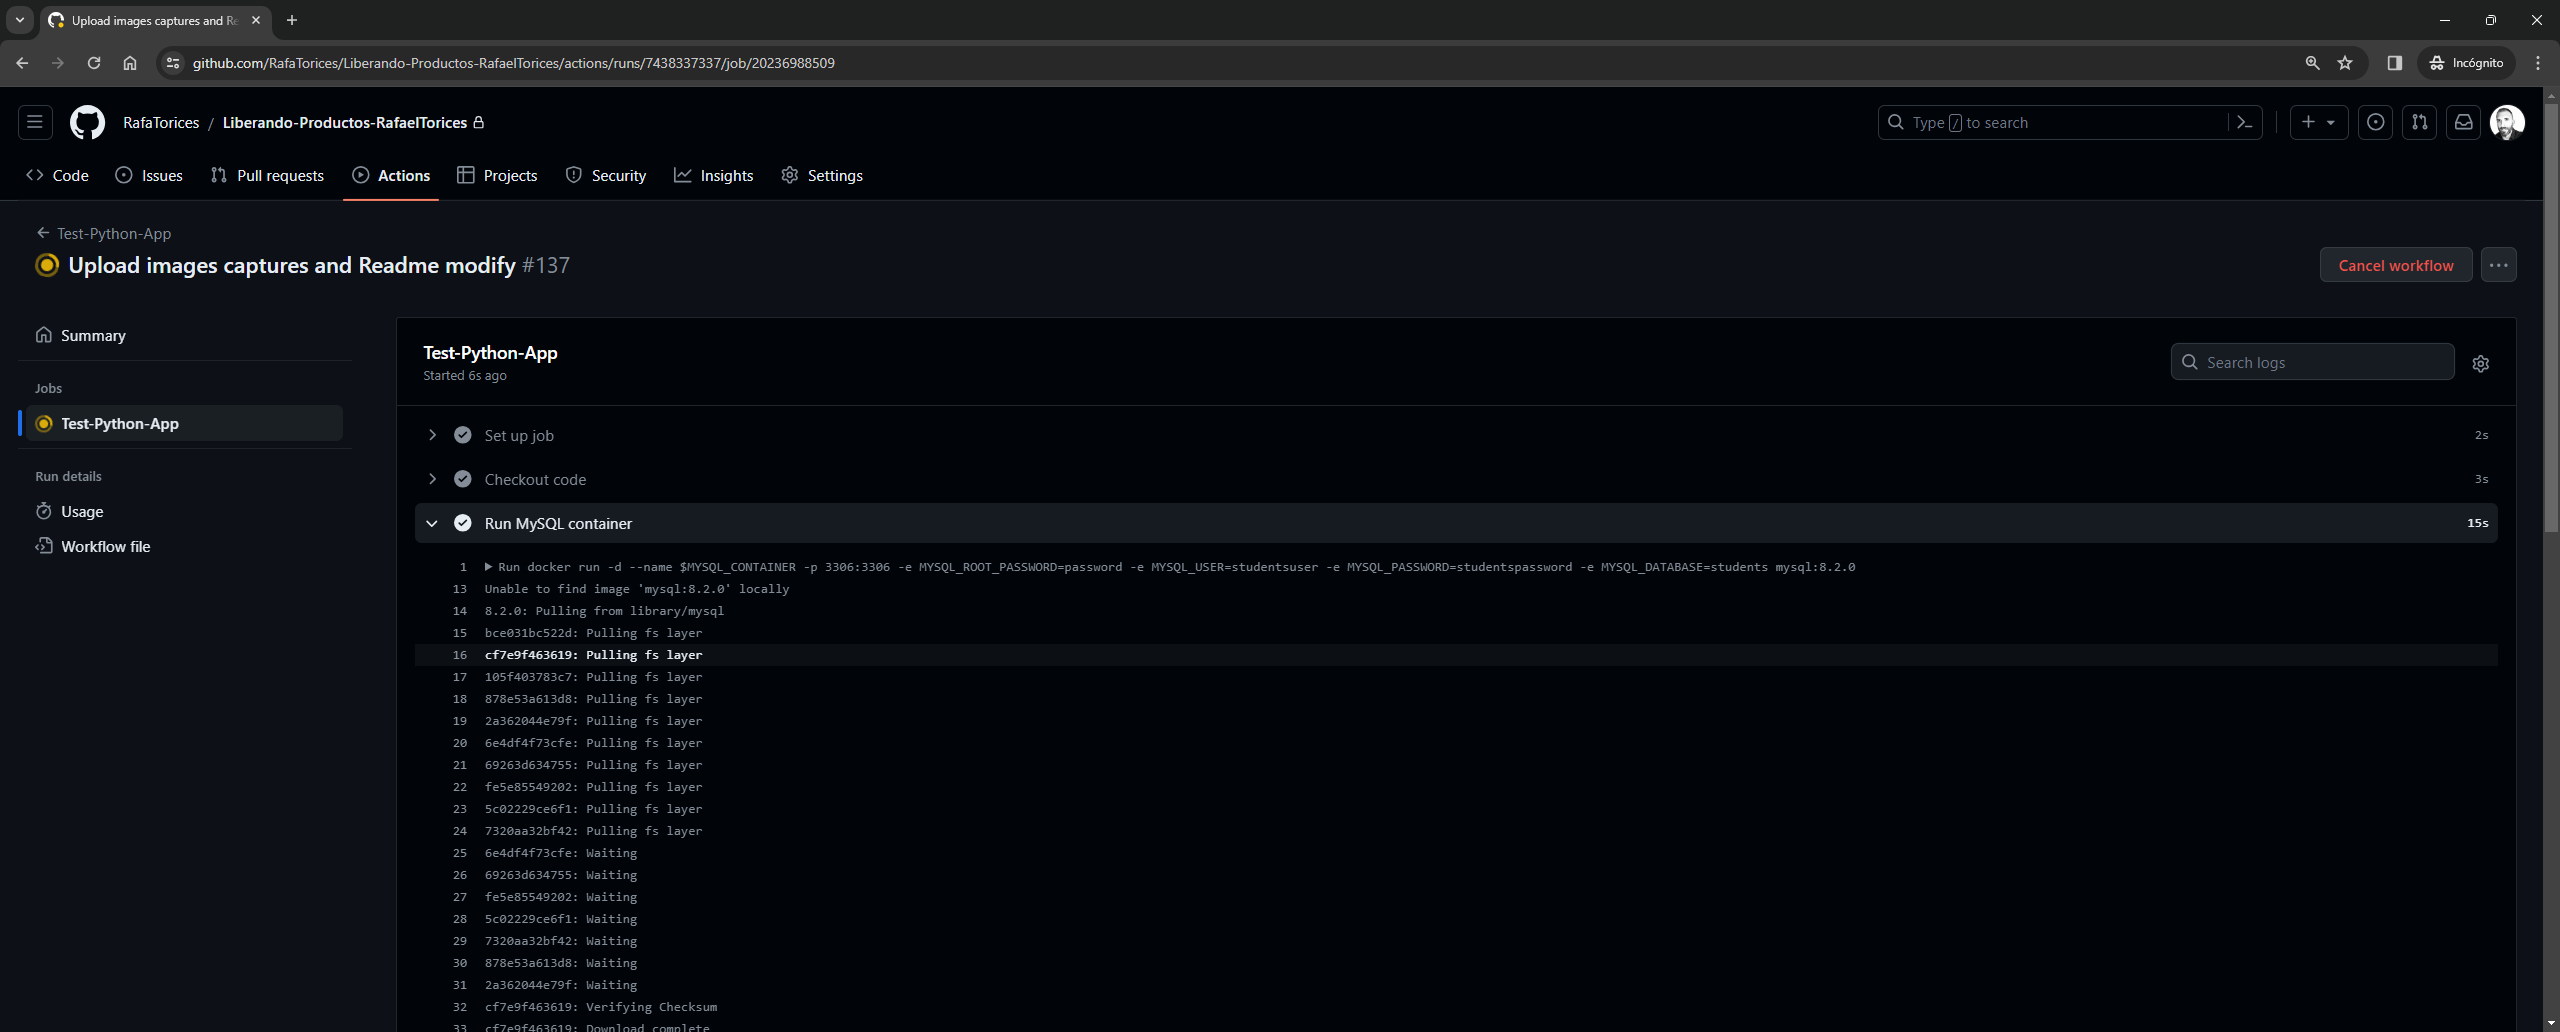 Upload images captures and Re
github.com/RafaTorices/Liberando-Productos-RafaelTorices/actions/runs/7438337337/job/20236988509
Incógnito
RafaTorices / Liberando-Productos-RafaelTorices
Type / to search
Code Issues Pull requests Actions Projects Security Insights Settings
Test-Python-App
Upload images captures and Readme modify #137
Cancel workflow
Summary
Jobs
Test-Python-App
Run details
Usage
Workflow file
Test-Python-App
Started 6s ago
Search logs
Set up job 2s
Checkout code 3s
Run MySQL container 15s
1 Run docker run -d --name $MYSQL_CONTAINER -p 3306:3306 -e MYSQL_ROOT_PASSWORD=password -e MYSQL_USER=studentsuser -e MYSQL_PASSWORD=studentspassword -e MYSQL_DATABASE=students mysql:8.2.0
13 Unable to find image 'mysql:8.2.0' locally
14 8.2.0: Pulling from library/mysql
15 bce031bc522d: Pulling fs layer
16 cf7e9f463619: Pulling fs layer
17 105f403783c7: Pulling fs layer
18 878e53a613d8: Pulling fs layer
19 2a362044e79f: Pulling fs layer
20 6e4df4f73cfe: Pulling fs layer
21 69263d634755: Pulling fs layer
22 fe5e85549202: Pulling fs layer
23 5c02229ce6f1: Pulling fs layer
24 7320aa32bf42: Pulling fs layer
25 6e4df4f73cfe: Waiting
26 69263d634755: Waiting
27 fe5e85549202: Waiting
28 5c02229ce6f1: Waiting
29 7320aa32bf42: Waiting
30 878e53a613d8: Waiting
31 2a362044e79f: Waiting
32 cf7e9f463619: Verifying Checksum
33 cf7e9f463619: Download complete